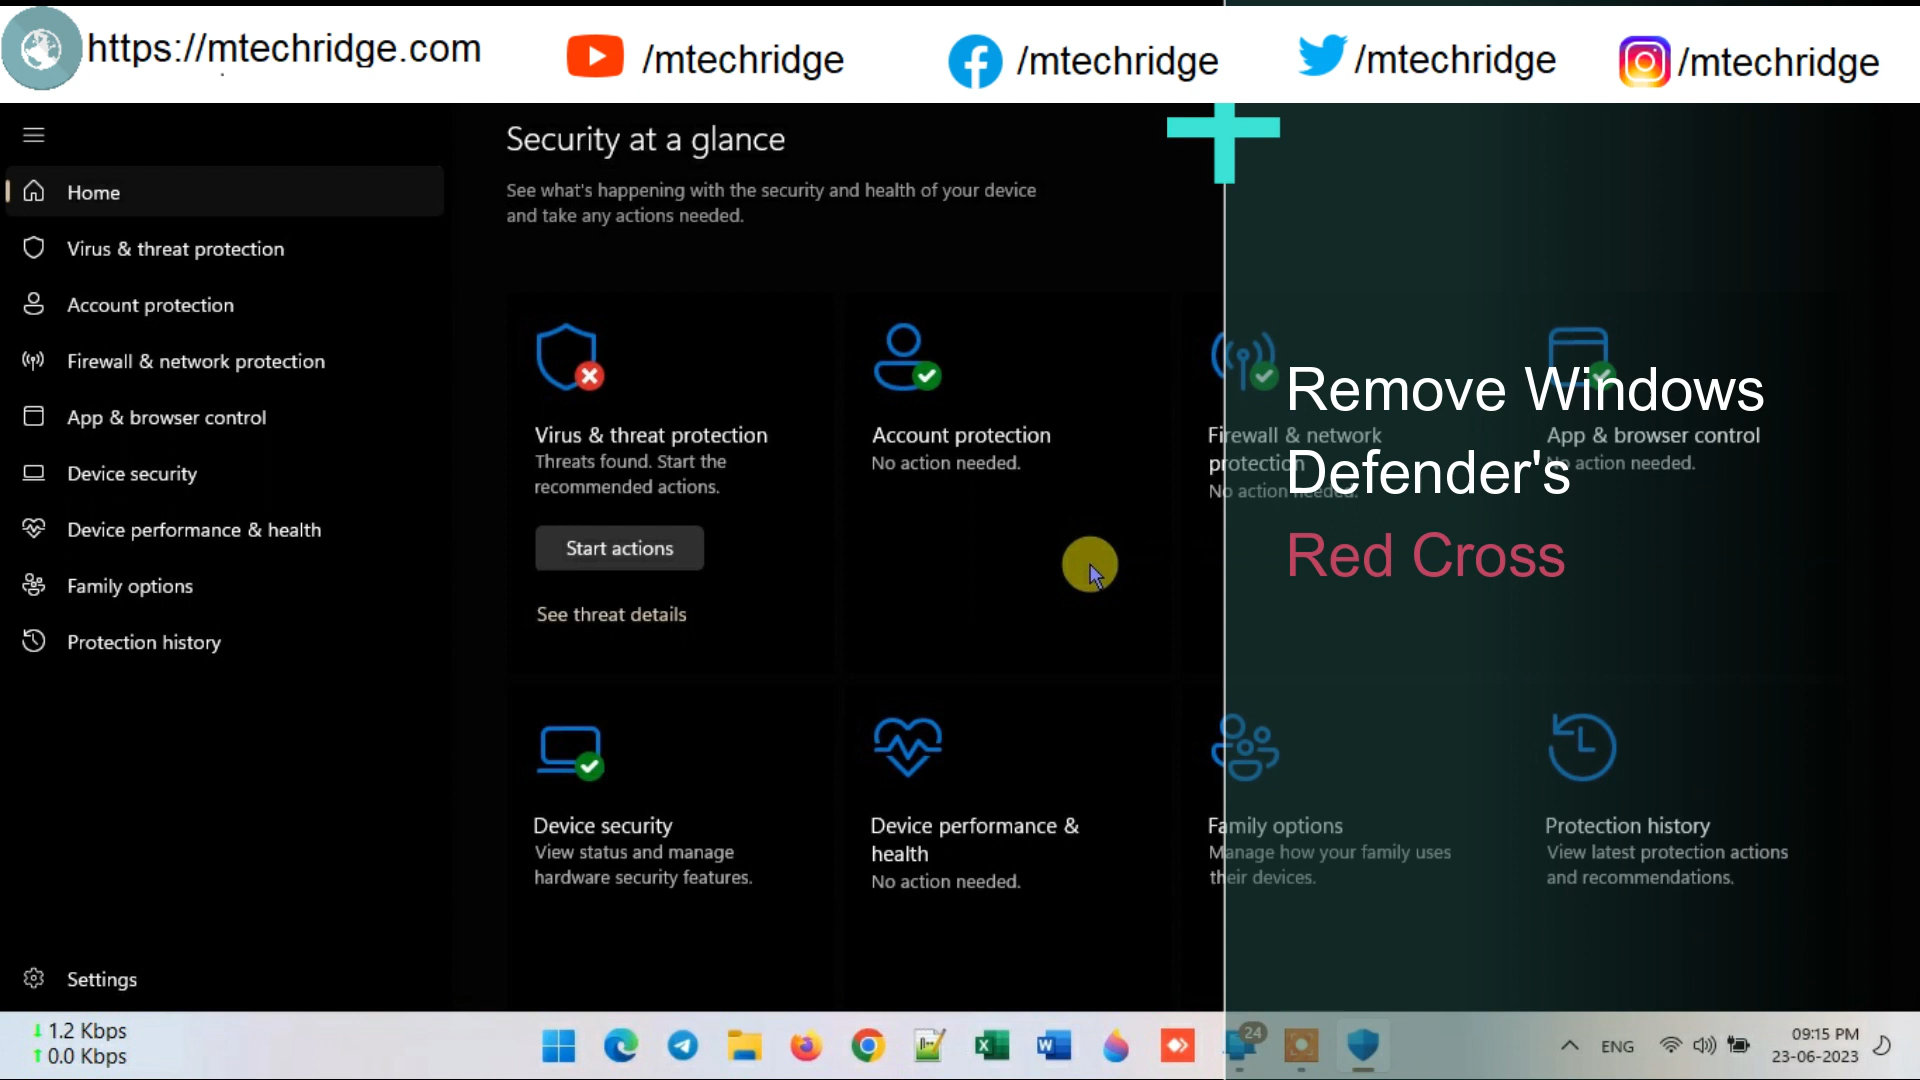 https://mtechridge.com
/mtechridge
/mtechridge
/mtechridge
/mtechridge
Home
Virus & threat protection
Account protection
Firewall & network protection
App & browser control
Device security
Device performance & health
Family options
Protection history
Settings
Security at a glance
See what's happening with the security and health of your device
and take any actions needed.
Virus & threat protection
Threats found. Start the
recommended actions.
Start actions
See threat details
Account protection
No action needed.
Firewall & network
protection
No action needed.
App & browser control
No action needed.
Remove Windows
Defender's
Red Cross
Device security
View status and manage
hardware security features.
Device performance &
health
No action needed.
Family options
Manage how your family uses
their devices.
Protection history
View latest protection actions
and recommendations.
1.2 Kbps
0.0 Kbps
24
ENG
09:15 PM
23-06-2023